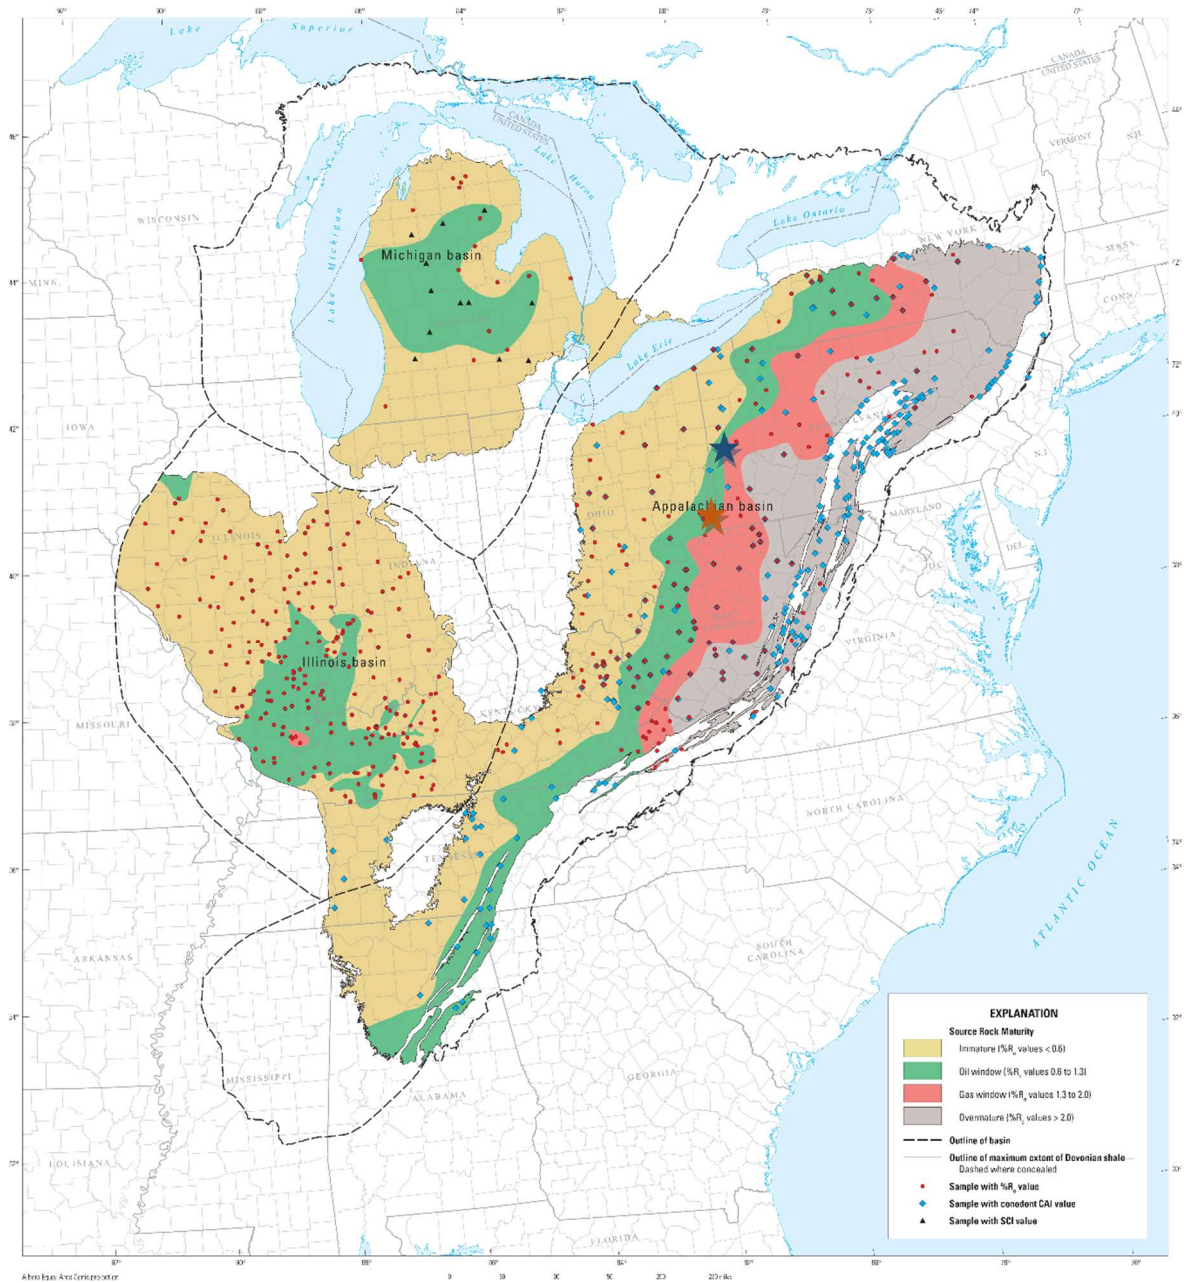 Lake Superior
CANADA
UNITED STATES
CANADA
UNITED STATES
VERMONT
N.H.
Lake Huron
WISCONSIN
Lake Michigan
Lake Ontario
NEW YORK
MASS.
Michigan basin
MINN.
CONN.
Lake Erie
IOWA
N.J.
Appalachian basin
OHIO
MARYLAND
ILLINOIS
DEL.
D.C.
INDIANA
VIRGINIA
Illinois basin
KENTUCKY
MISSOURI
NORTH CAROLINA
TENNESSEE
ATLANTIC OCEAN
SOUTH
CAROLINA
ARKANSAS
EXPLANATION
Source Rock Maturity
Immature (%Ro values < 0.6)
Oil window (%Ro values 0.6 to 1.3)
Gas window (%Ro values 1.3 to 2.0)
Overmature (%Ro values > 2.0)
Outline of basin
Outline of maximum extent of Devonian shale
Dashed where concealed
Sample with %Ro value
Sample with conodont CAI value
Sample with SCI value
GEORGIA
MISSISSIPPI
ALABAMA
LOUISIANA
FLORIDA
Albers Equal Area Conic projection